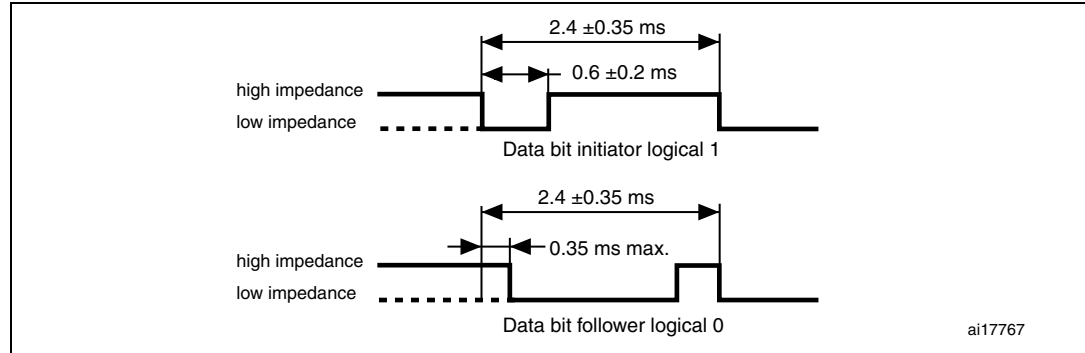 2.4 ±0.35 ms
0.6 ±0.2 ms
high impedance
low impedance
Data bit initiator logical 1
2.4 ±0.35 ms
0.35 ms max.
high impedance
low impedance
Data bit follower logical 0
ai17767